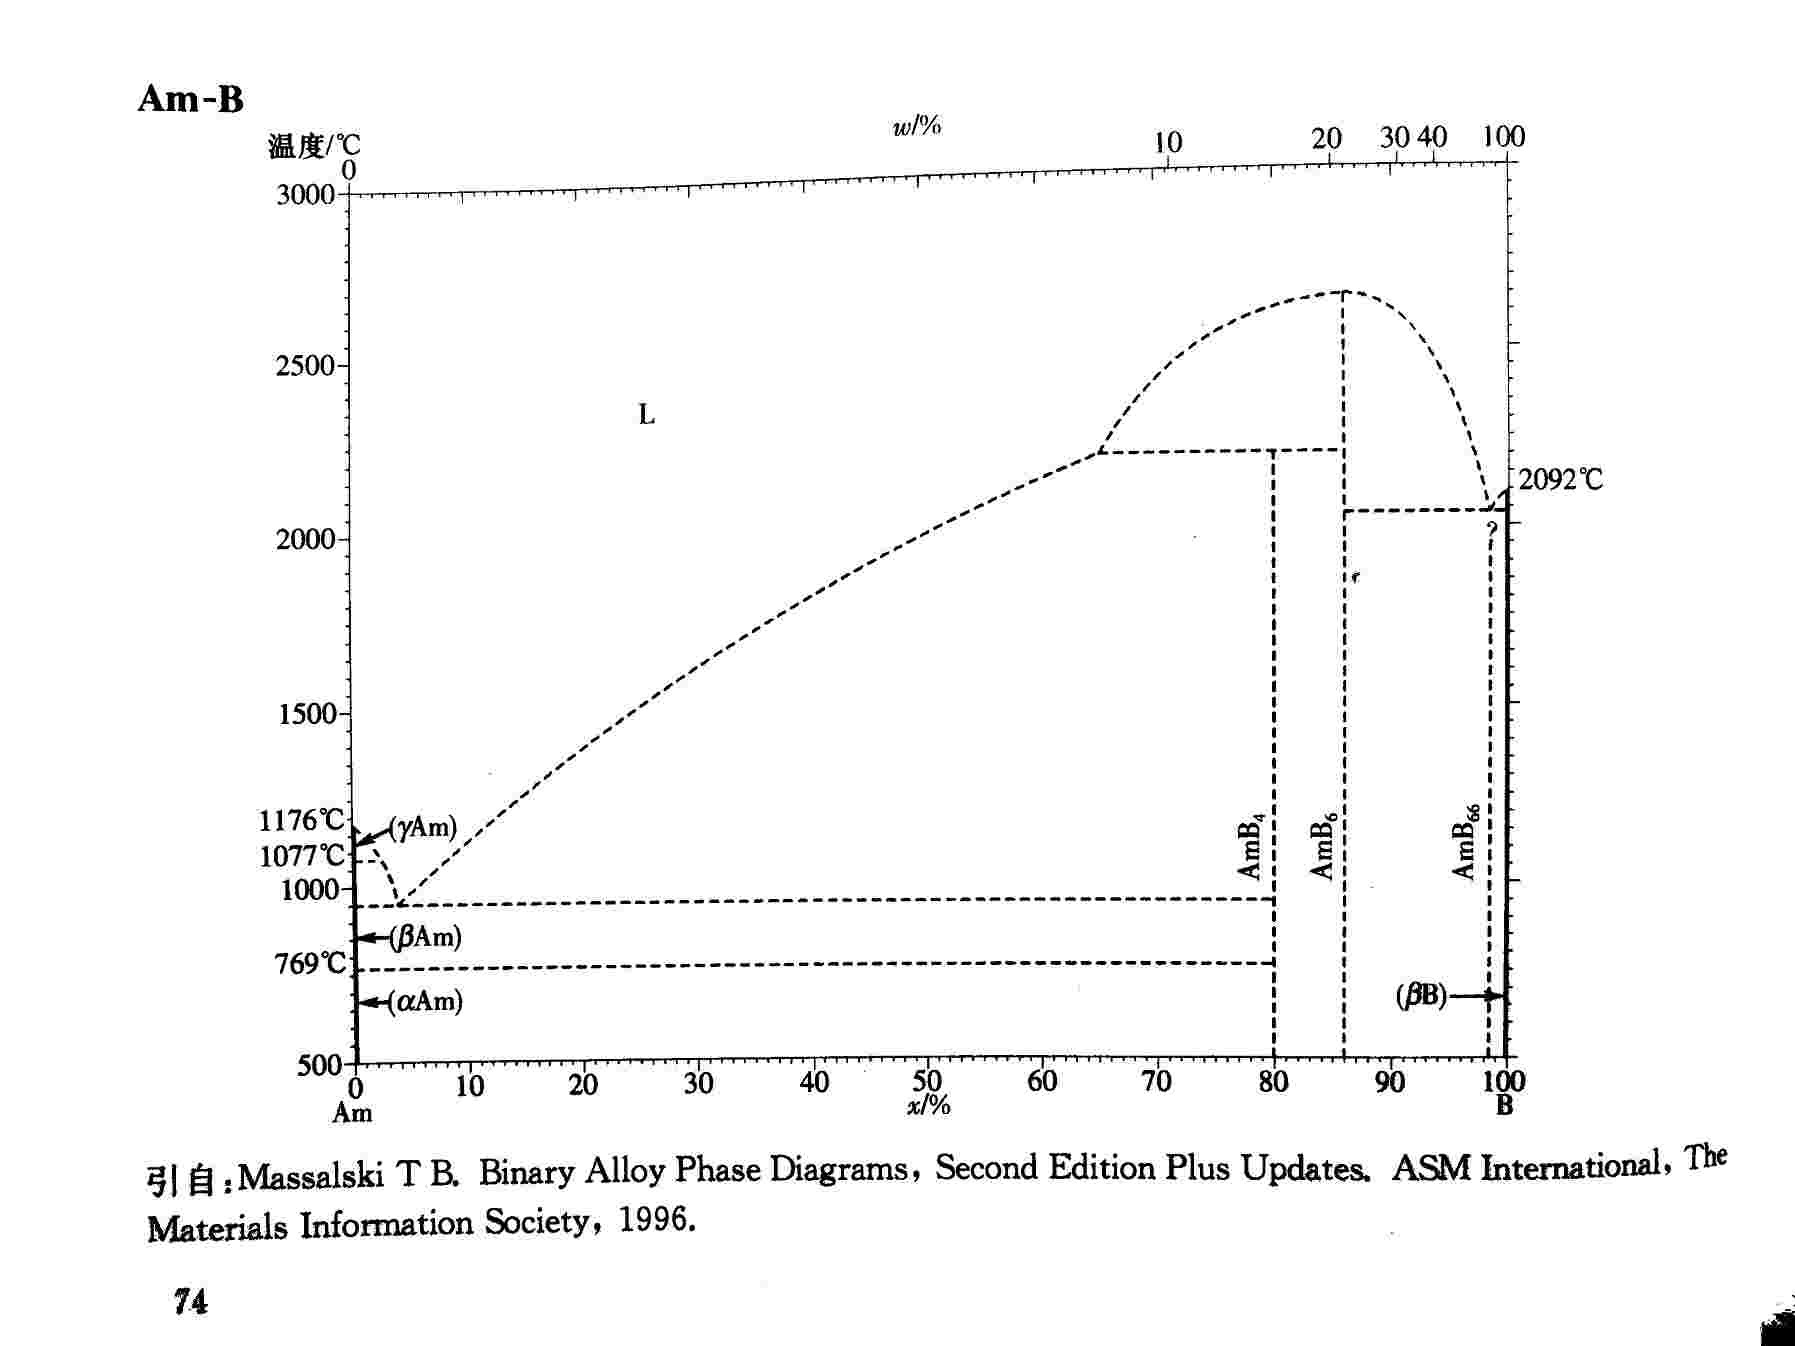 Am-B
温度/℃
w/%
0 10 20 30 40 100
3000
2500
L
2092℃
2000
?
1500
1176℃ (γAm)
1077℃
1000
AmB₄ AmB₆ AmB₆₆
(βAm)
769℃
(αAm) (βB)
500
0 10 20 30 40 50 60 70 80 90 100
Am x/% B
引自:Massalski T B. Binary Alloy Phase Diagrams, Second Edition Plus Updates. ASM International, The
Materials Information Society, 1996.
74